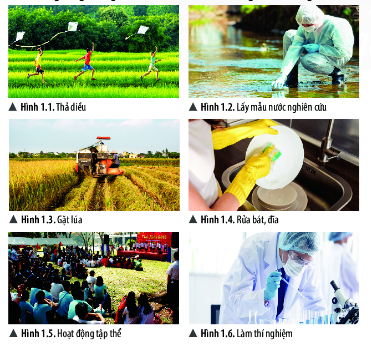 ▲ Hình 1.1. Thả diều
▲ Hình 1.2. Lấy mẫu nước nghiên cứu
▲ Hình 1.3. Gặt lúa
▲ Hình 1.4. Rửa bát, đĩa
▲ Hình 1.5. Hoạt động tập thể
▲ Hình 1.6. Làm thí nghiệm